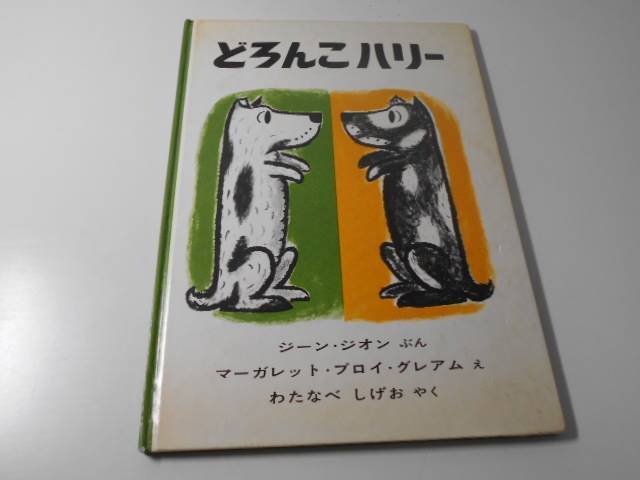 どろんこハリー
ジーン・ジオン ぶん
マーガレット・ブロイ・グレアム え
わたなべ しげお やく